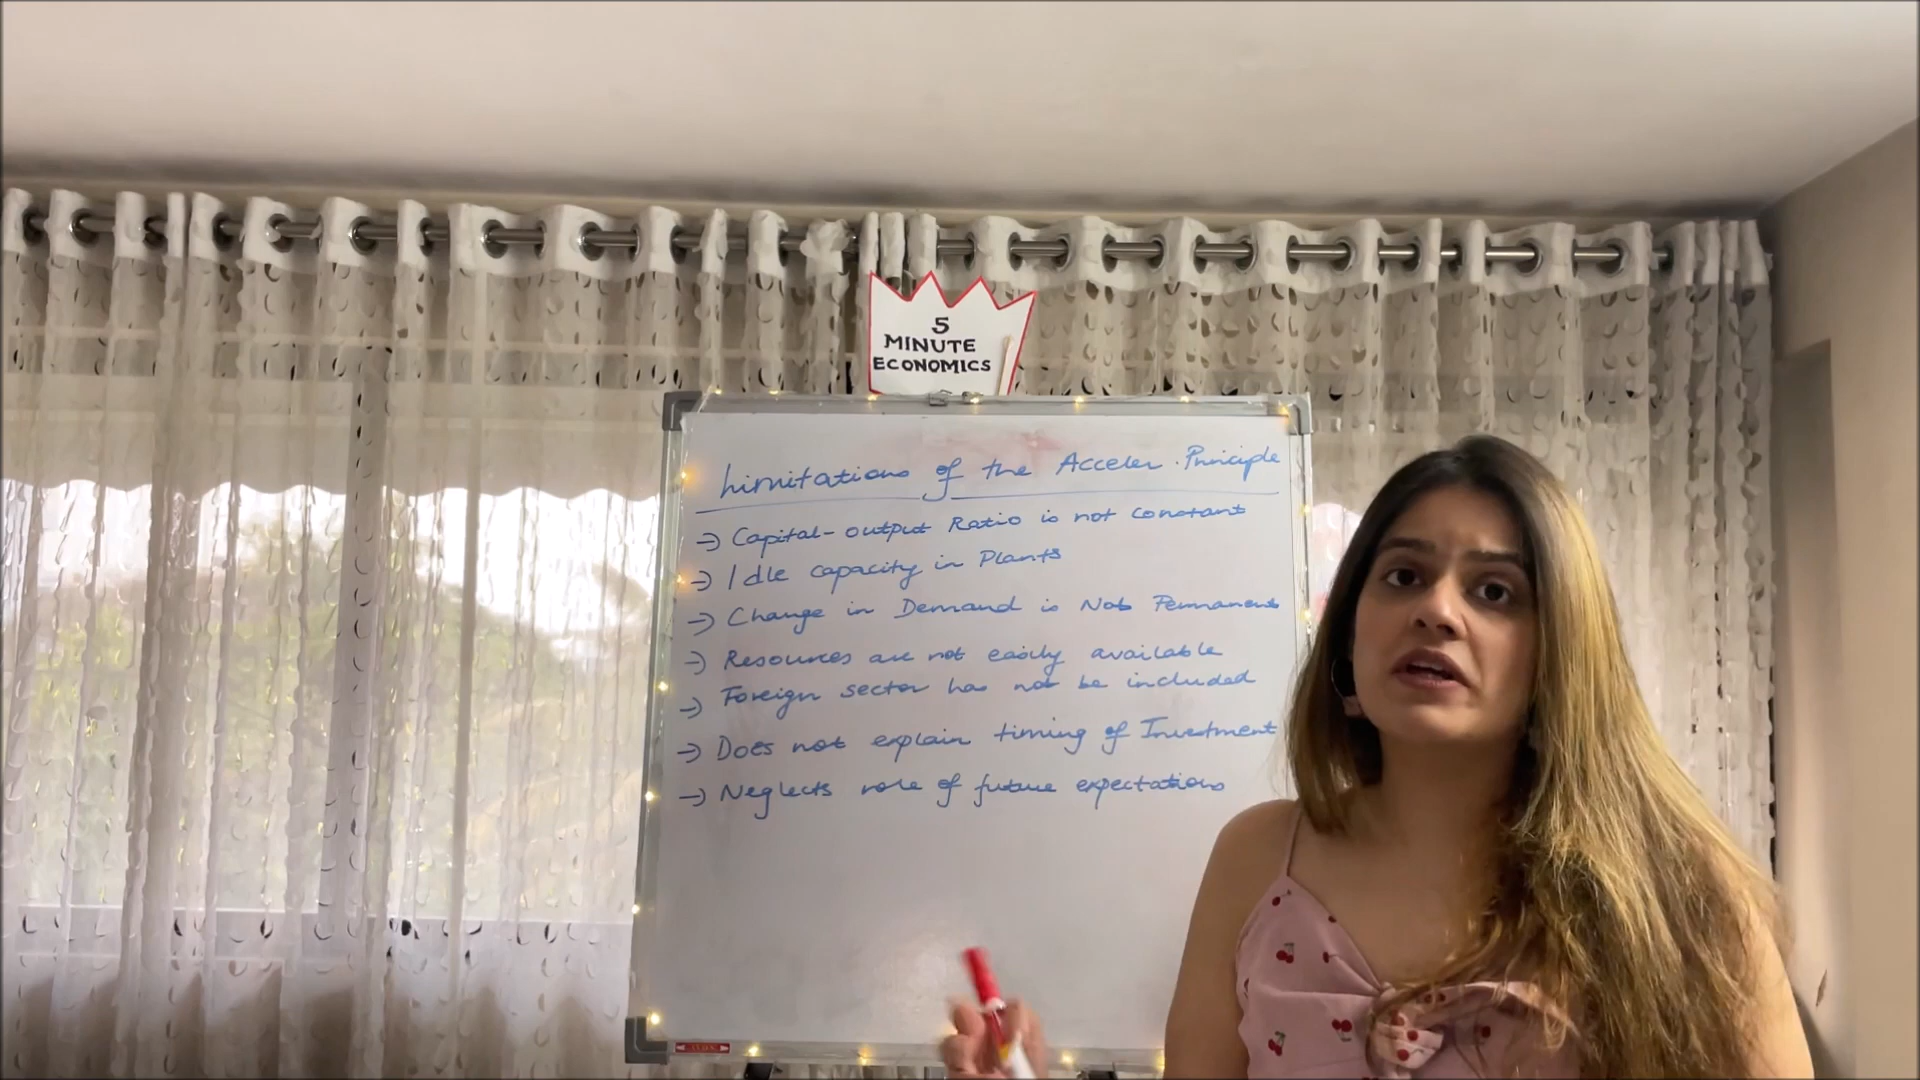 5
MINUTE
ECONOMICS
Limitations of the Acceler. Principle
→ Capital-output Ratio is not constant
→ Idle capacity in Plants
→ Change in Demand is Not Permanent
→ Resources are not easily available
→ Foreign sector has not be included
→ Does not explain timing of Investment
→ Neglects role of future expectations